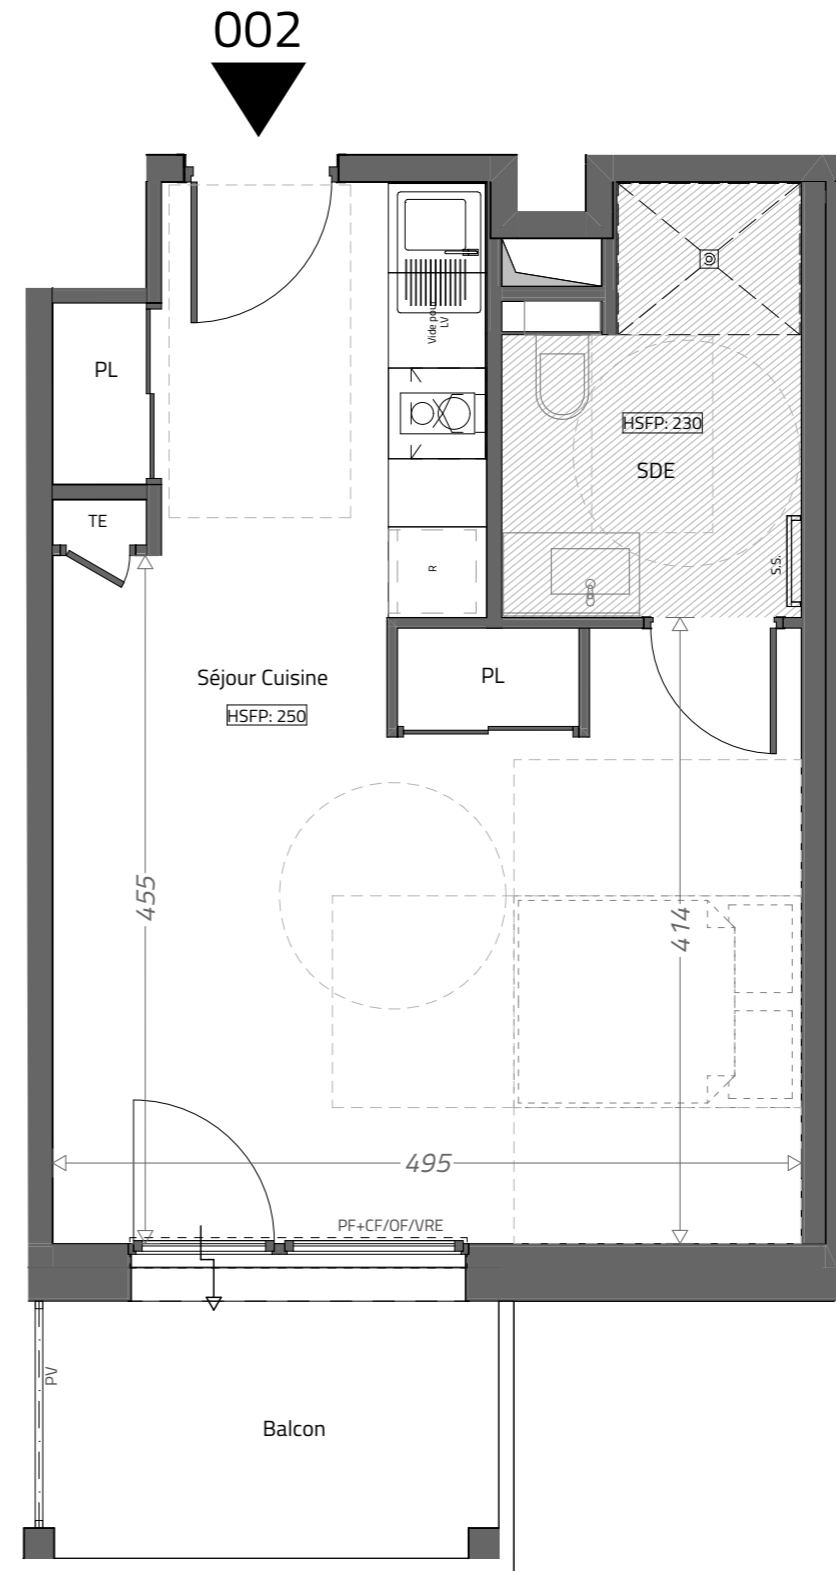 002
Vide pour
LV
PL
HSFP: 230
SDE
TE
S.S.
R
Séjour Cuisine
HSFP: 250
PL
455
414
495
PF+CF/OF/VRE
PV
Balcon